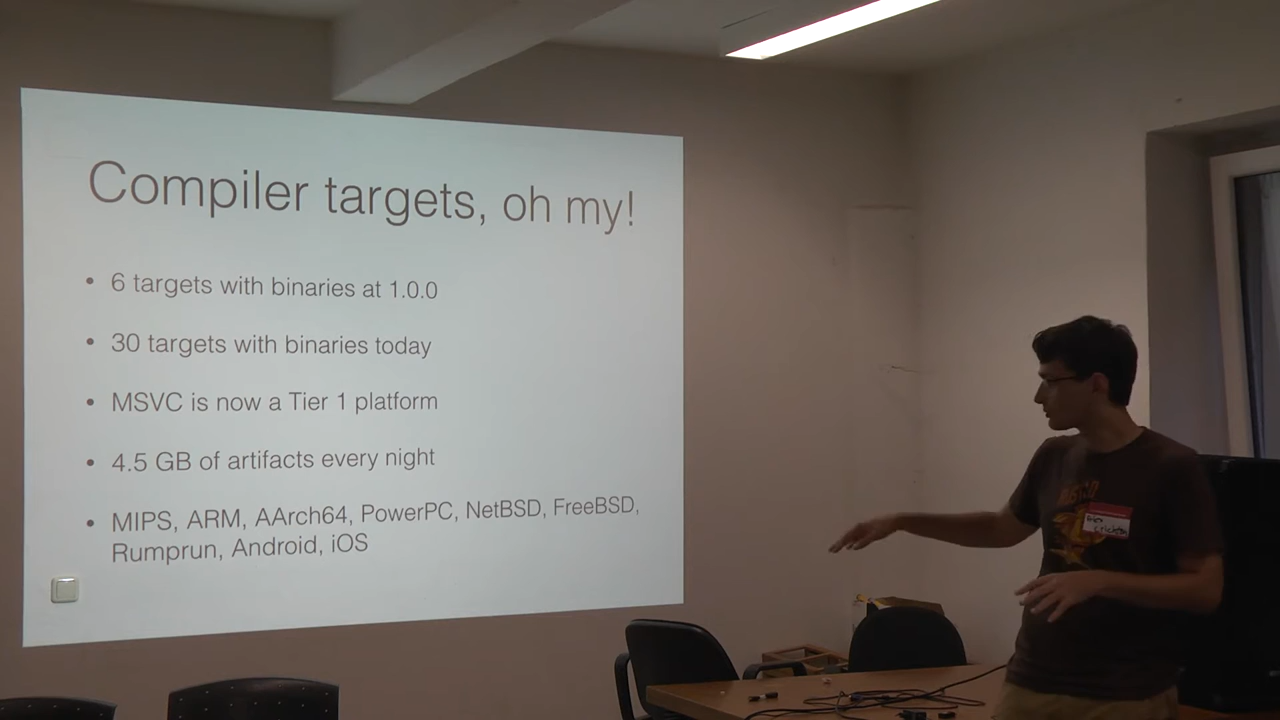 Compiler targets, oh my!
• 6 targets with binaries at 1.0.0
• 30 targets with binaries today
• MSVC is now a Tier 1 platform
• 4.5 GB of artifacts every night
• MIPS, ARM, AArch64, PowerPC, NetBSD, FreeBSD,
Rumprun, Android, iOS